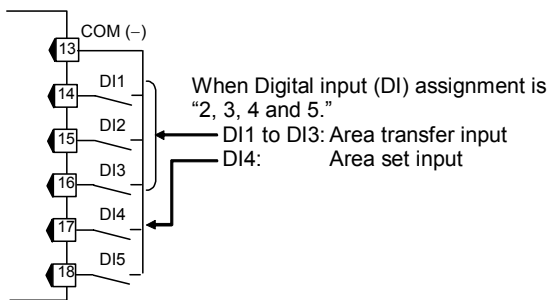 COM (−)
13
DI1
14
DI2
15
DI3
16
DI4
17
DI5
18
When Digital input (DI) assignment is
“2, 3, 4 and 5.”
DI1 to DI3: Area transfer input
DI4: Area set input